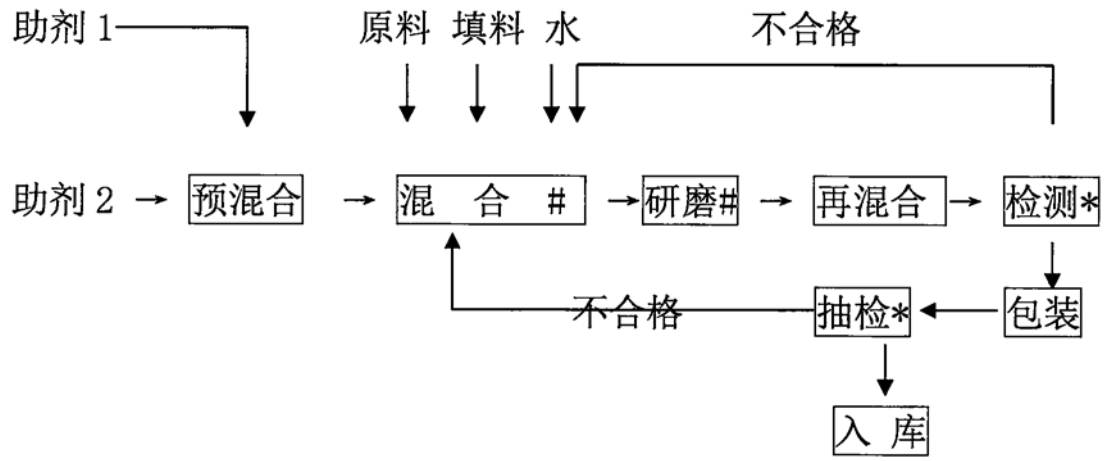 助剂 1 原料 填料 水 不合格
助剂 2 → 预混合 → 混 合 # → 研磨# → 再混合 → 检测*
不合格 抽检* 包装
入 库